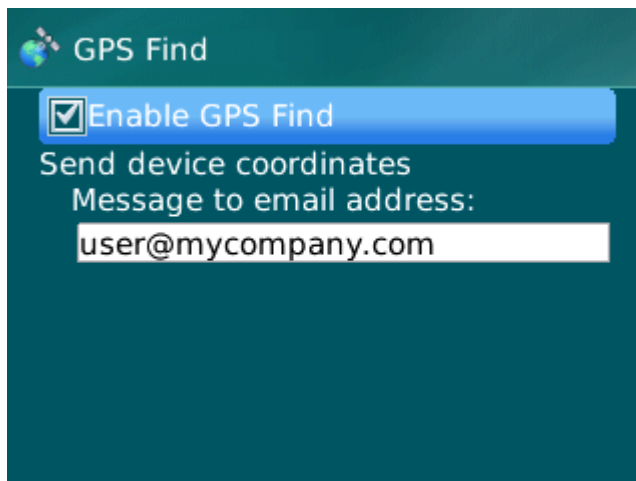 GPS Find
Enable GPS Find
Send device coordinates
Message to email address:
user@mycompany.com